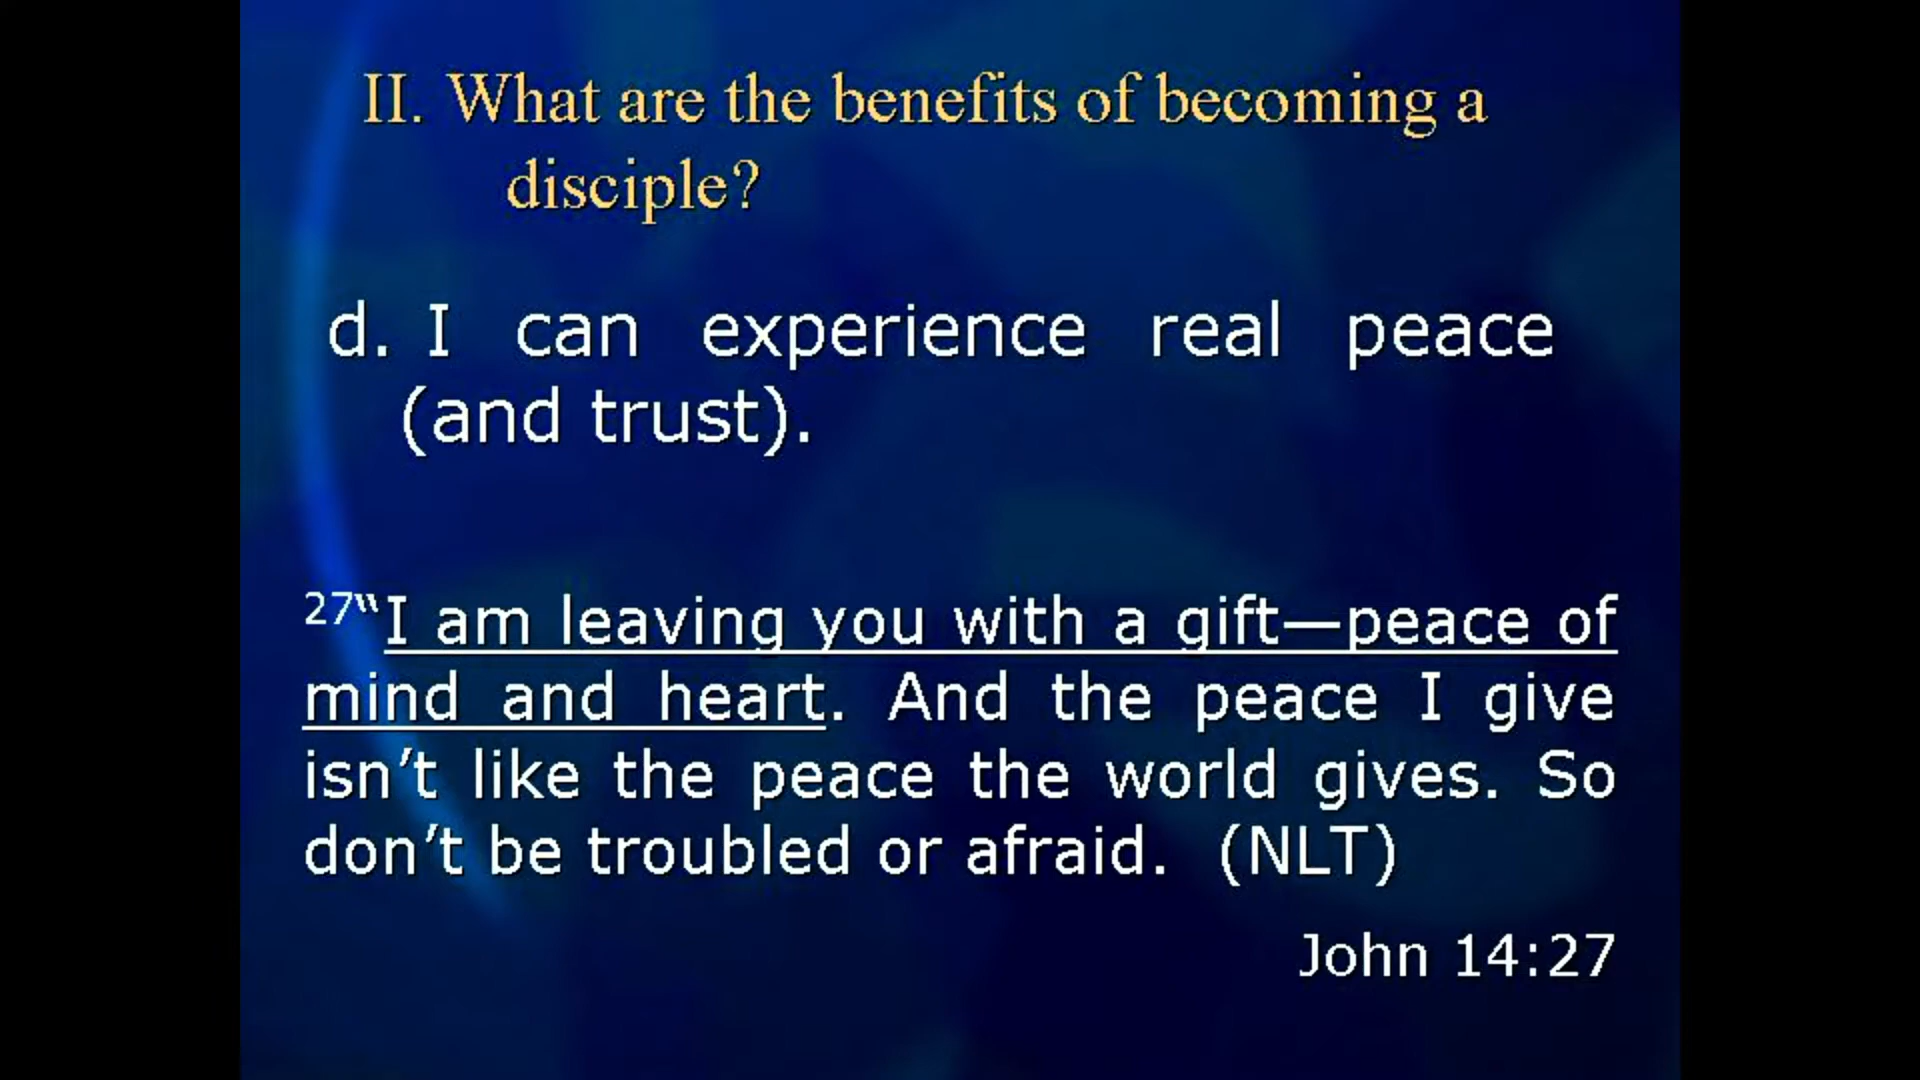 II. What are the benefits of becoming a
disciple?
d. I can experience real peace
(and trust).
27“I am leaving you with a gift—peace of
mind and heart. And the peace I give
isn’t like the peace the world gives. So
don’t be troubled or afraid. (NLT)
John 14:27